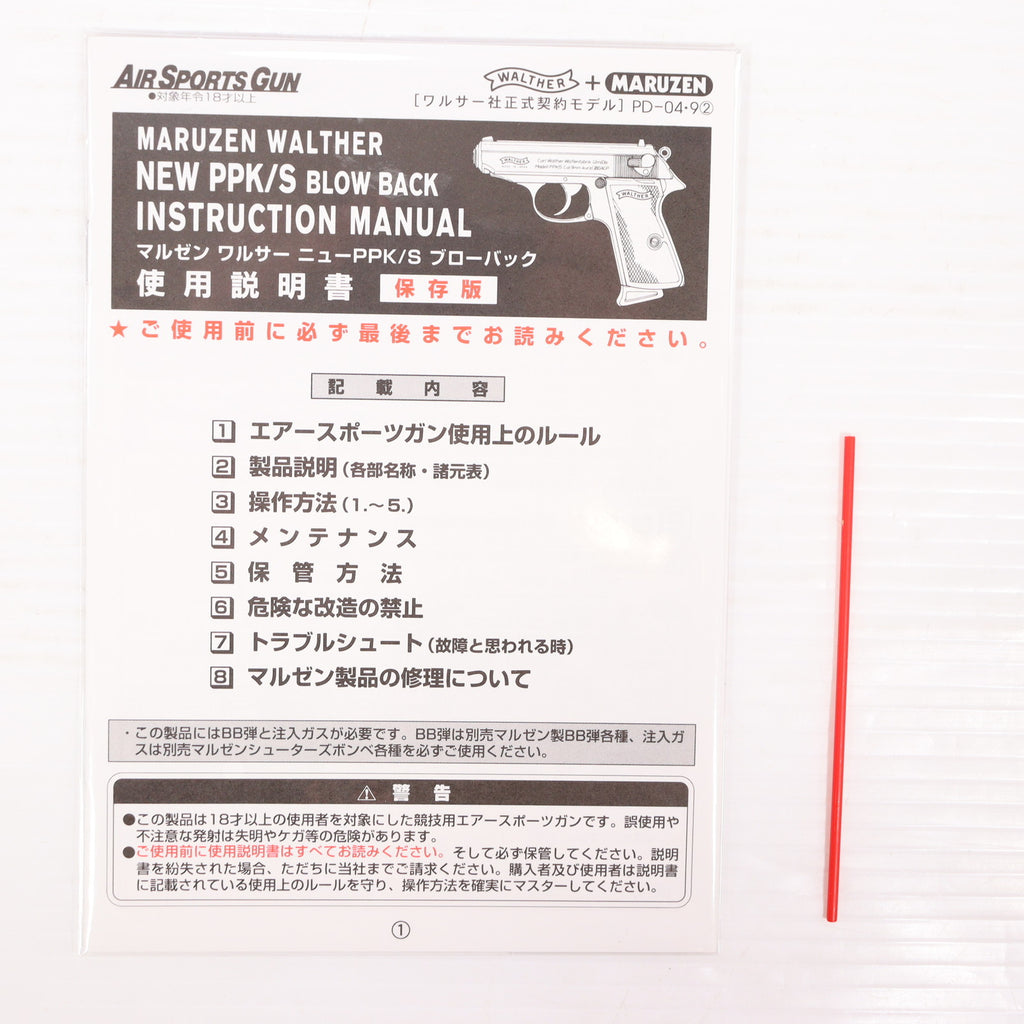 AIR SPORTS GUN
●対象年令18才以上
WALTHER + MARUZEN
[ワルサー社正式契約モデル] PD-04・9②
MARUZEN WALTHER
NEW PPK/S BLOW BACK
INSTRUCTION MANUAL
マルゼン ワルサー ニューPPK/S ブローバック
使用説明書 保存版
WALTHER
WALTHER
★ご使用前に必ず最後までお読みください。
記載内容
1 エアースポーツガン使用上のルール
2 製品説明(各部名称・諸元表)
3 操作方法(1.〜5.)
4 メンテナンス
5 保管方法
6 危険な改造の禁止
7 トラブルシュート(故障と思われる時)
8 マルゼン製品の修理について
・この製品にはBB弾と注入ガスが必要です。BB弾は別売マルゼン製BB弾各種、注入ガ
スは別売マルゼンシューターズボンベ各種を必ずご使用ください。
⚠ 警告
●この製品は18才以上の使用者を対象にした競技用エアースポーツガンです。誤使用や
不注意な発射は失明やケガ等の危険があります。
●ご使用前に使用説明書はすべてお読みください。そして必ず保管してください。説明
書を紛失された場合、ただちに当社までご請求ください。購入者及び使用者は説明書
に記載されている使用上のルールを守り、操作方法を確実にマスターしてください。
①